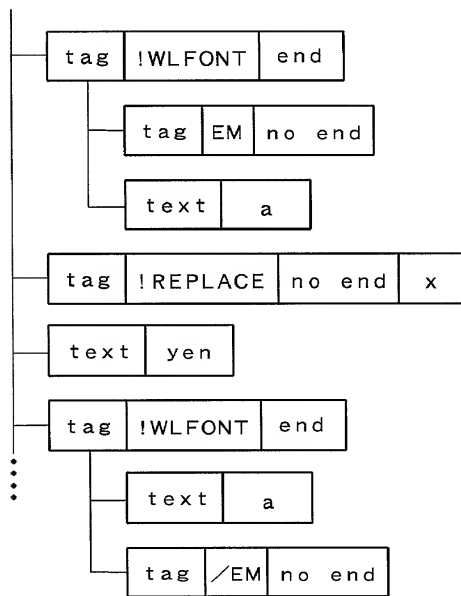 tag !WLFONT end
tag EM no end
text a
tag !REPLACE no end x
text yen
tag !WLFONT end
text a
tag /EM no end